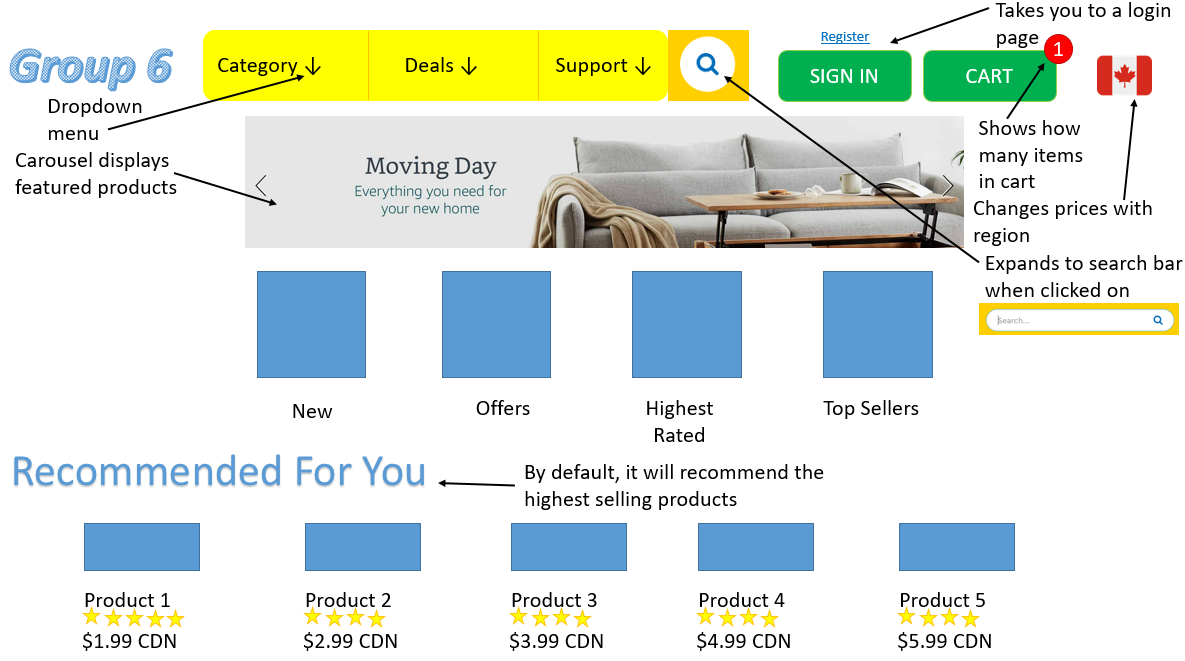 Takes you to a login
page
Register
1
Group 6
Category
Deals
Support
SIGN IN
CART
Dropdown
menu
Carousel displays
featured products
Moving Day
Everything you need for
your new home
Shows how
many items
in cart
Changes prices with
region
Expands to search bar
when clicked on
Search...
New
Offers
Highest
Rated
Top Sellers
Recommended For You
By default, it will recommend the
highest selling products
Product 1
Product 2
Product 3
Product 4
Product 5
$1.99 CDN
$2.99 CDN
$3.99 CDN
$4.99 CDN
$5.99 CDN